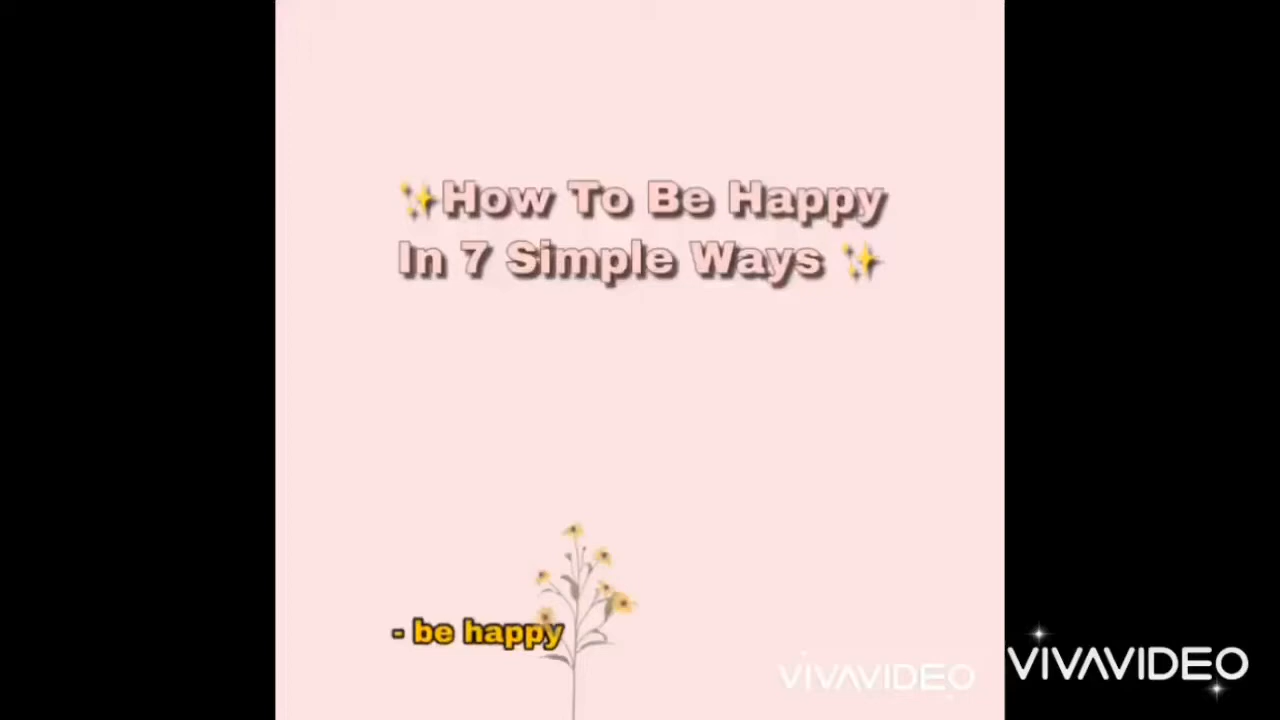 ✨How To Be Happy
In 7 Simple Ways ✨
- be happy
VIVAVIDEO
VIVAVIDEO